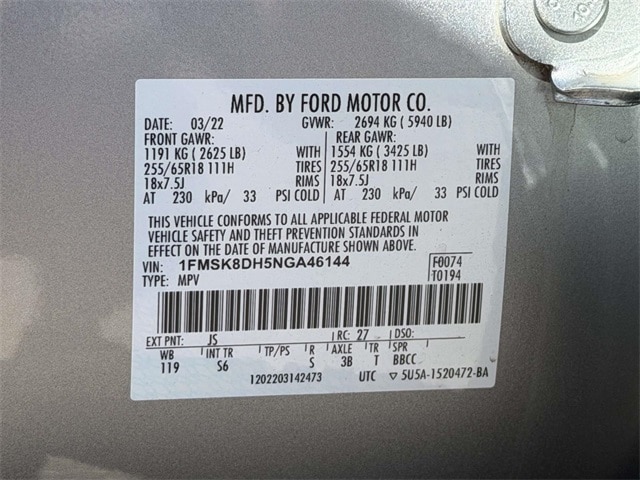 MFD. BY FORD MOTOR CO.
DATE: 03/22 GVWR: 2694 KG ( 5940 LB)
FRONT GAWR: REAR GAWR:
1191 KG ( 2625 LB) WITH 1554 KG ( 3425 LB) WITH
255/65R18 111H TIRES 255/65R18 111H TIRES
18x7.5J RIMS 18x7.5J RIMS
AT 230 kPa/ 33 PSI COLD AT 230 kPa/ 33 PSI COLD
THIS VEHICLE CONFORMS TO ALL APPLICABLE FEDERAL MOTOR
VEHICLE SAFETY AND THEFT PREVENTION STANDARDS IN
EFFECT ON THE DATE OF MANUFACTURE SHOWN ABOVE.
VIN: 1FMSK8DH5NGA46144 F0074
TYPE: MPV T0194
EXT PNT: JS RC: 27 DSO:
WB INT TR TP/PS R AXLE TR SPR
119 S6 S 3B T BBCC
1202203142473 UTC ▽ 5U5A-1520472-BA